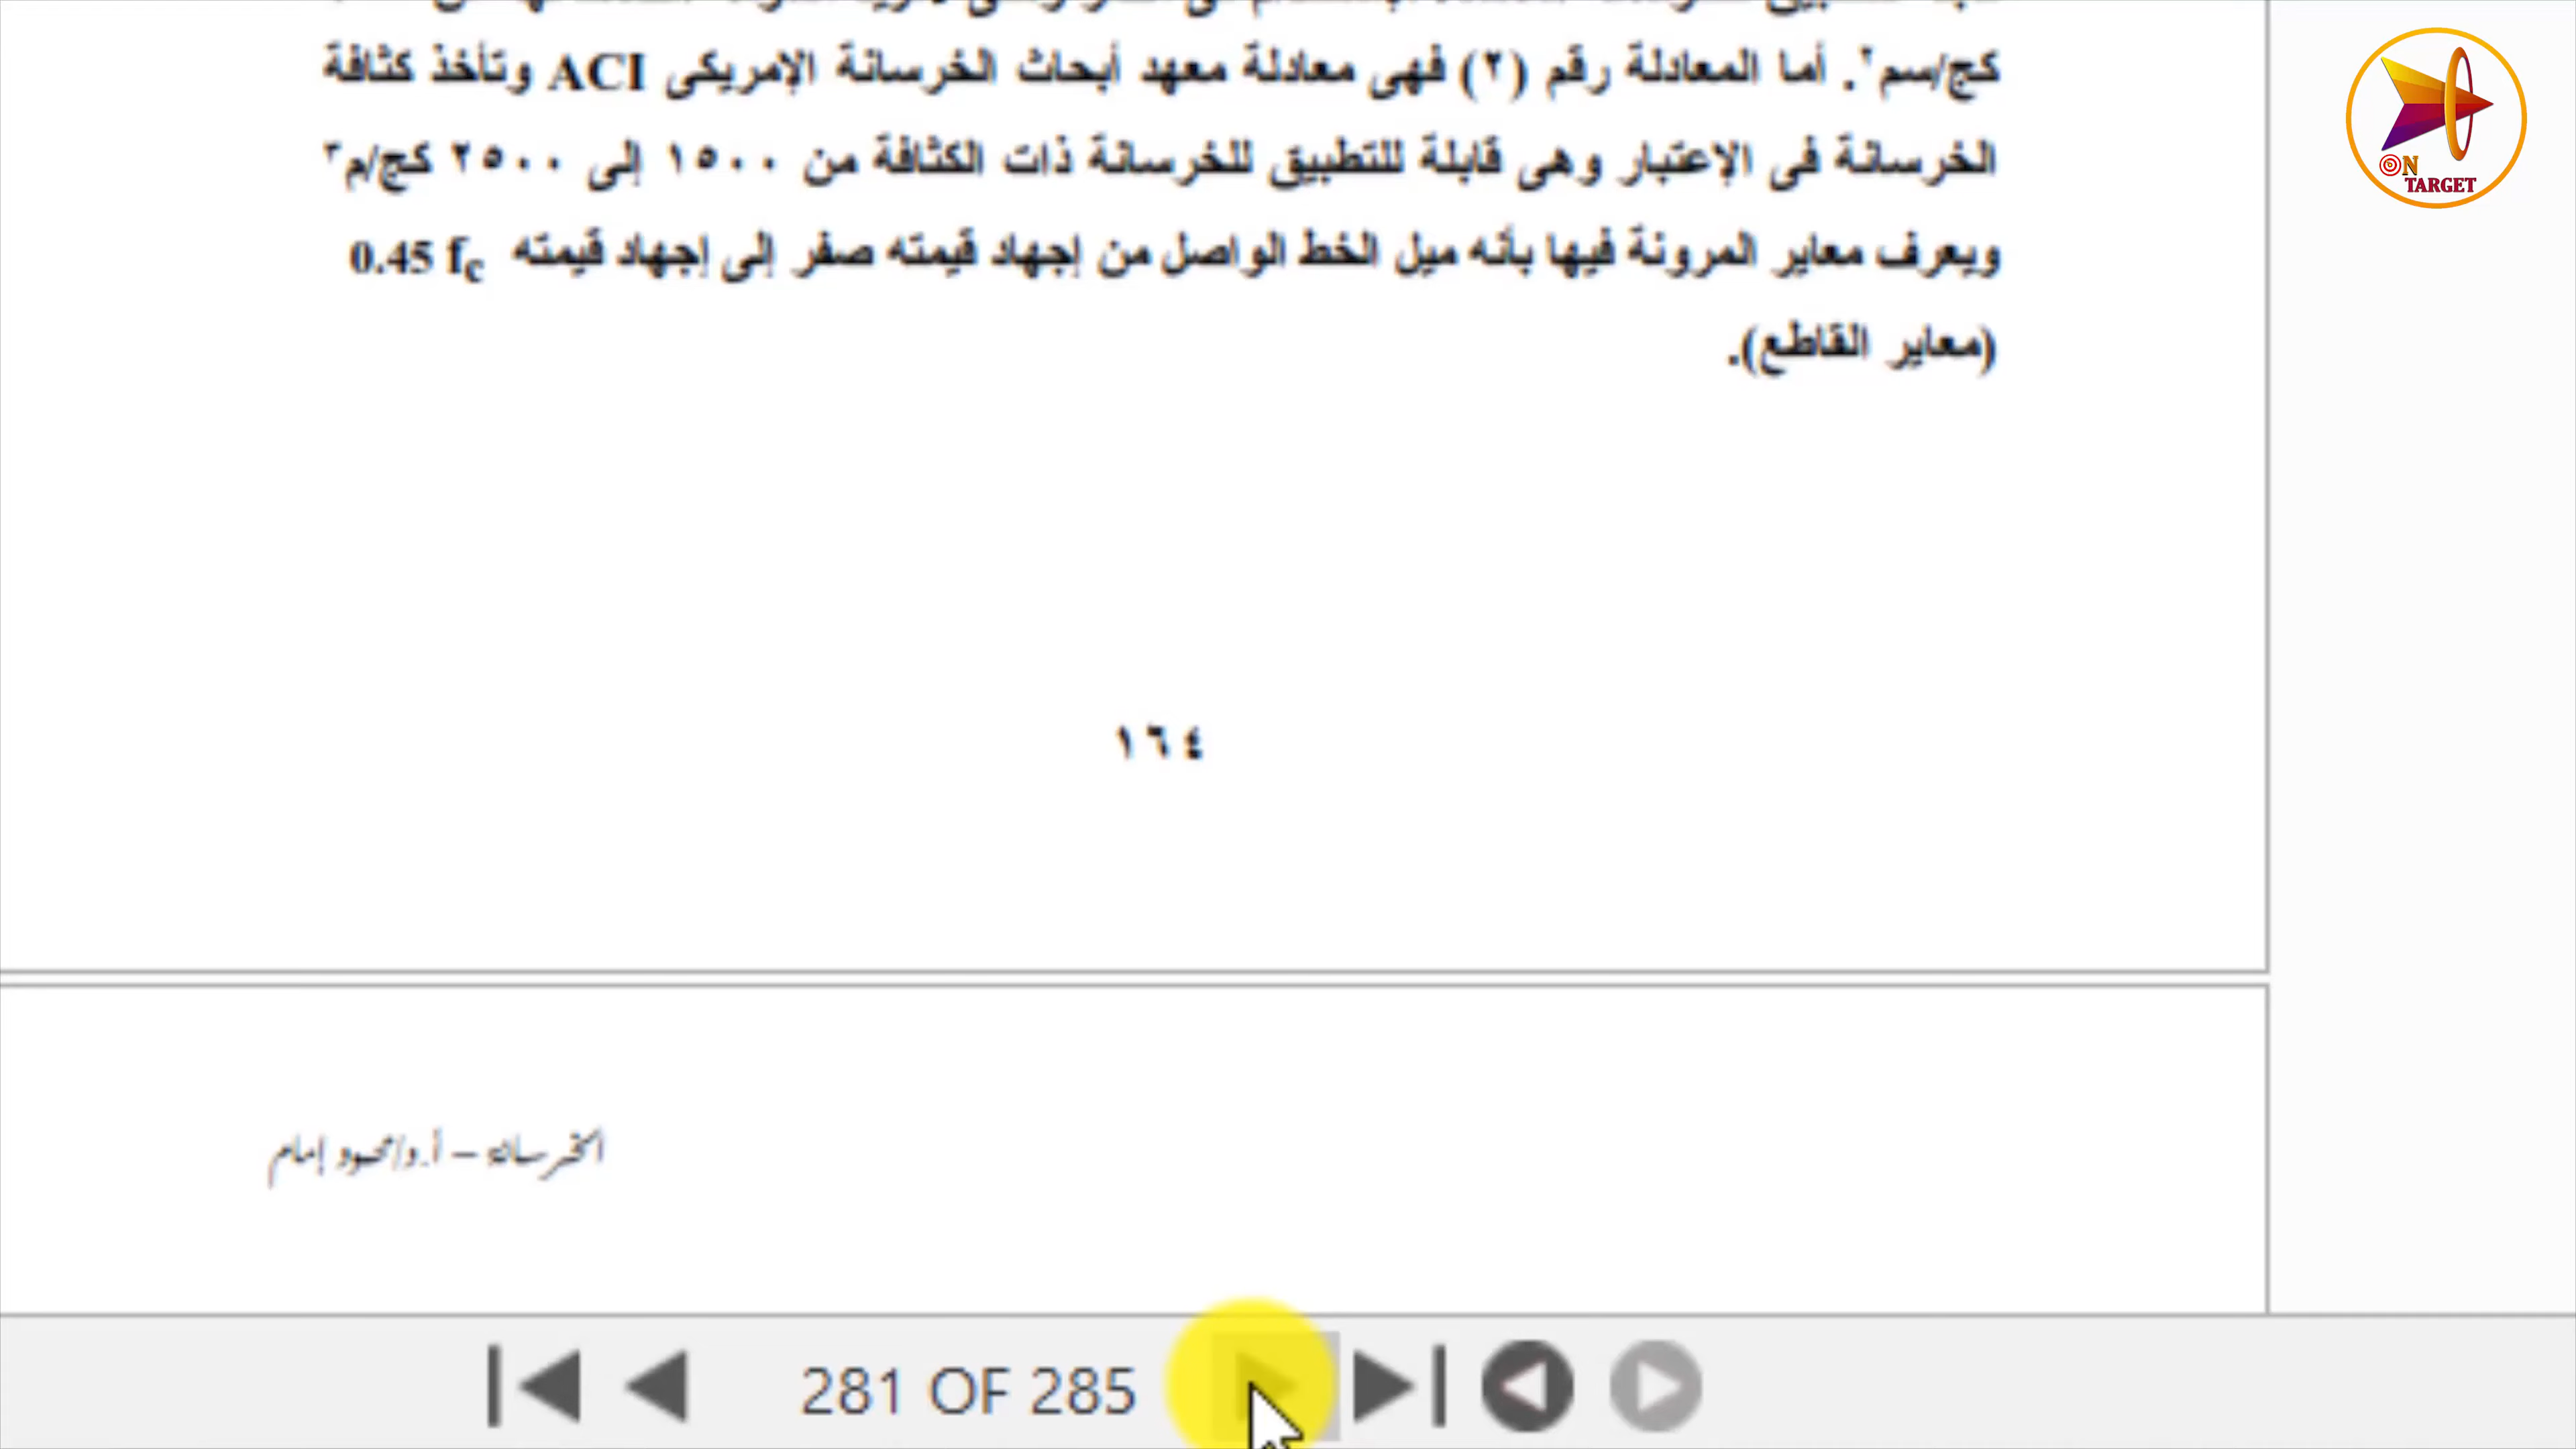 كج/سم٢. أما المعادلة رقم (٢) فهى معادلة معهد أبحاث الخرسانة الإمريكى ACI وتأخذ كثافة
الخرسانة فى الإعتبار وهى قابلة للتطبيق للخرسانة ذات الكثافة من ١٥٠٠ إلى ٢٥٠٠ كج/م٣
ويعرف معاير المرونة فيها بأنه ميل الخط الواصل من إجهاد قيمته صفر إلى إجهاد قيمته 0.45 fc
(معاير القاطع).
١٦٤
الخرسانة – أ.د/محمود إمام
281 OF 285
ON
TARGET